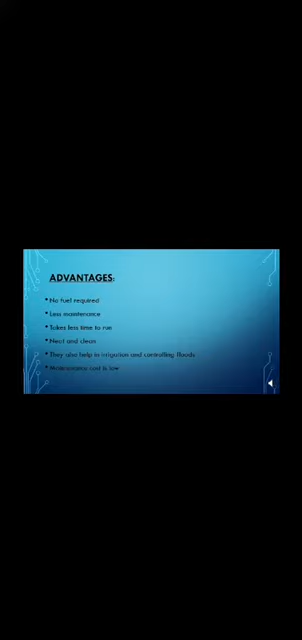 ADVANTAGES:
• No fuel required
• Less maintenance
• Takes less time to run
• Neat and clean
• They also help in irrigation and controlling floods
• Maintenance cost is low